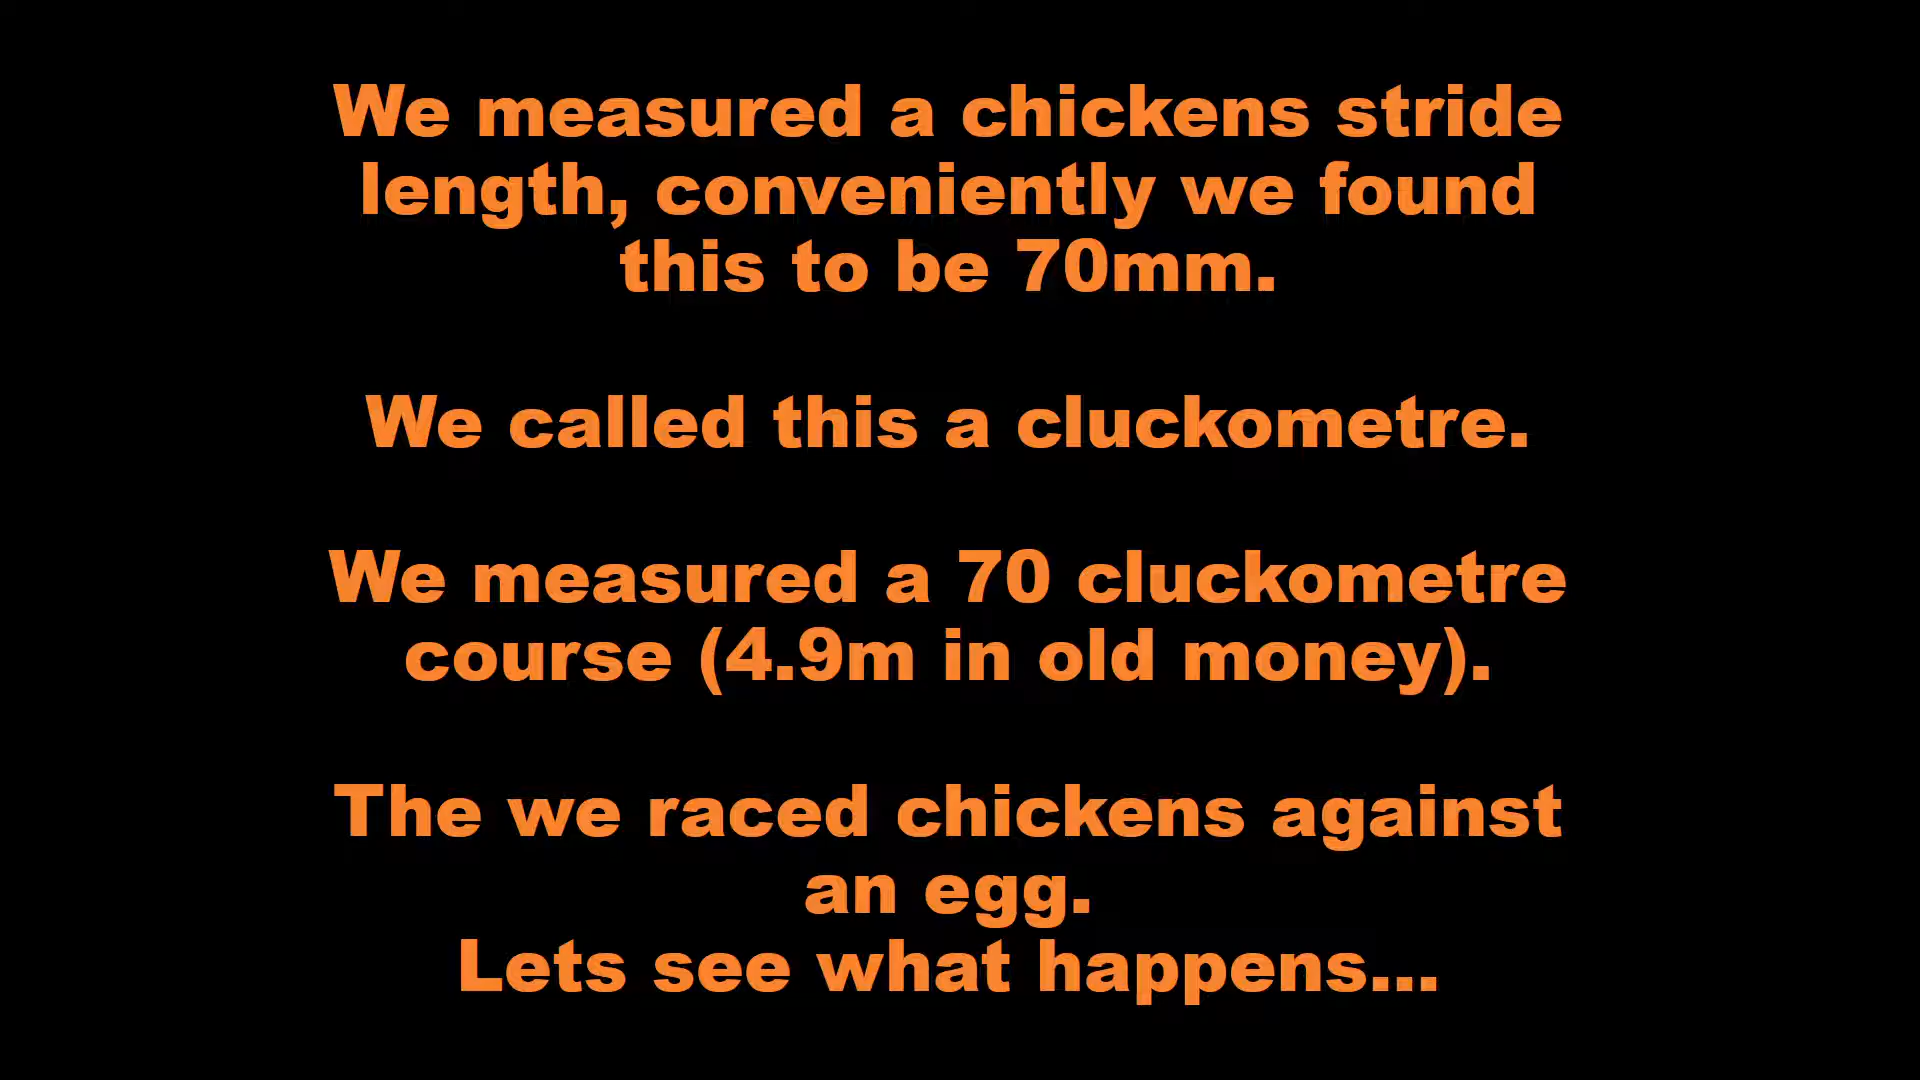 We measured a chickens stride
length, conveniently we found
this to be 70mm.
We called this a cluckometre.
We measured a 70 cluckometre
course (4.9m in old money).
The we raced chickens against
an egg.
Lets see what happens...